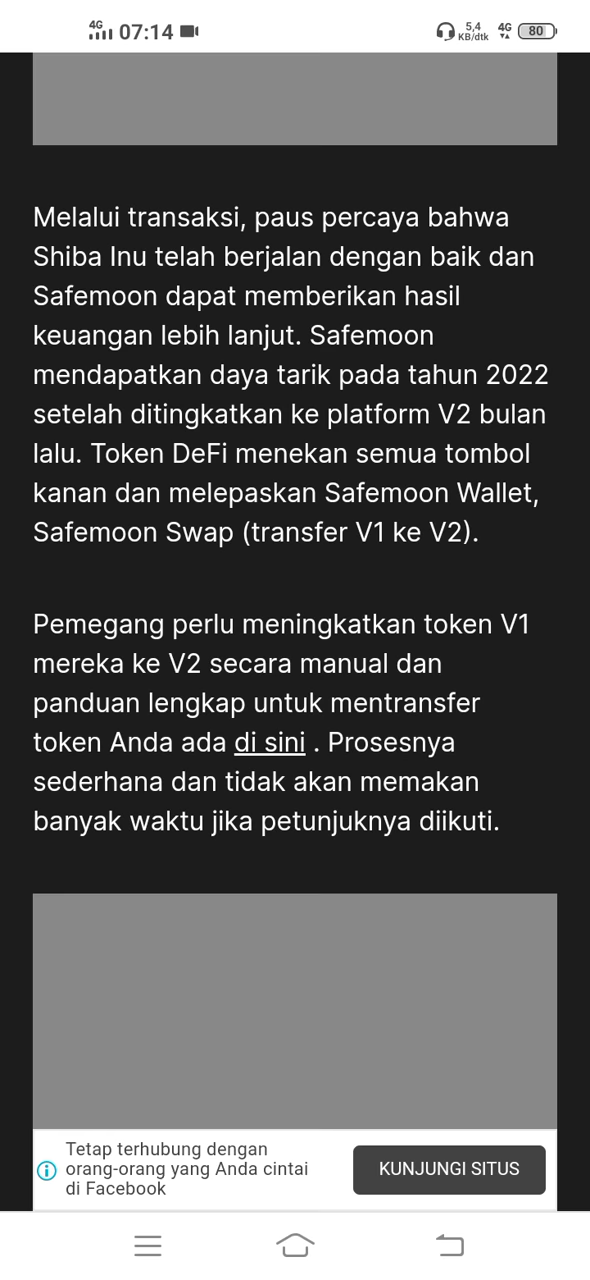 4G 07:14 5,4 KB/dtk 4G 80
Melalui transaksi, paus percaya bahwa
Shiba Inu telah berjalan dengan baik dan
Safemoon dapat memberikan hasil
keuangan lebih lanjut. Safemoon
mendapatkan daya tarik pada tahun 2022
setelah ditingkatkan ke platform V2 bulan
lalu. Token DeFi menekan semua tombol
kanan dan melepaskan Safemoon Wallet,
Safemoon Swap (transfer V1 ke V2).
Pemegang perlu meningkatkan token V1
mereka ke V2 secara manual dan
panduan lengkap untuk mentransfer
token Anda ada di sini . Prosesnya
sederhana dan tidak akan memakan
banyak waktu jika petunjuknya diikuti.
Tetap terhubung dengan
orang-orang yang Anda cintai
di Facebook
KUNJUNGI SITUS